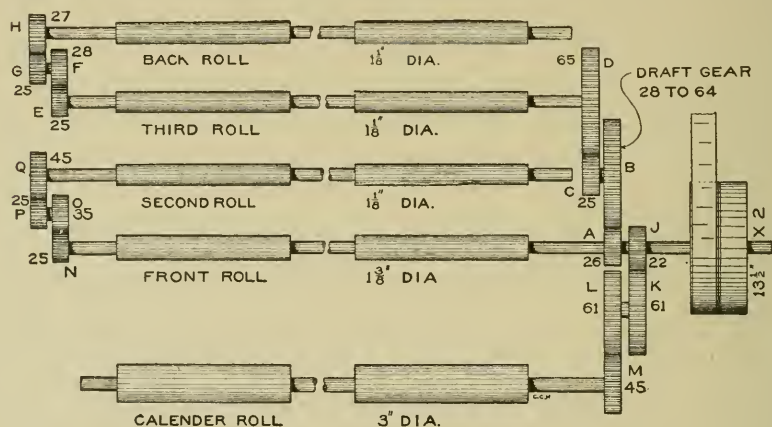 H 27
BACK ROLL 1 1/8" DIA.
28
G F
25
65 D
DRAFT GEAR
28 TO 64
E 25
THIRD ROLL 1 1/8" DIA.
Q 45
B
C 25
SECOND ROLL 1 1/8" DIA.
25 O
P 35
A J
26 22
25 N
FRONT ROLL 1 3/8" DIA
13 1/2" X 2
L K
61 61
M
45
CALENDER ROLL 3" DIA.